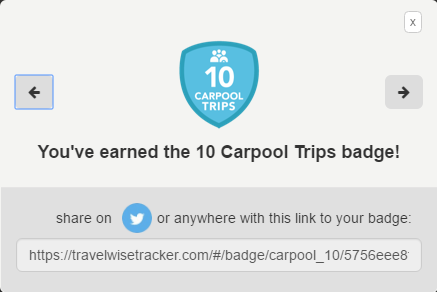 x
10
CARPOOL
TRIPS
You've earned the 10 Carpool Trips badge!
share on or anywhere with this link to your badge:
https://travelwisetracker.com/#/badge/carpool_10/5756eee8